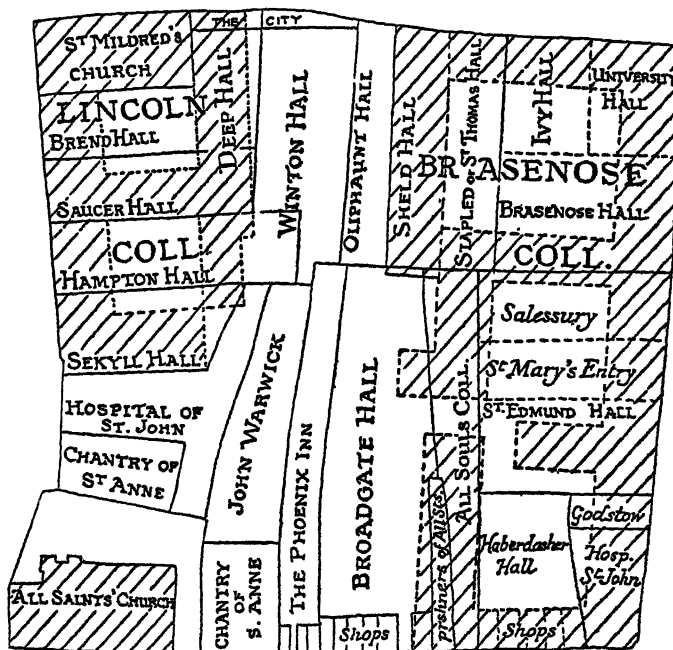 THE CITY
ST MILDRED'S
CHURCH
LINCOLN
BREND HALL
DEEP HALL
SAUCER HALL
COLL
HAMPTON HALL
SEKYLL HALL
WINTON HALL
OLIPHAUNT HALL
SHELD HALL
STAPLED or ST THOMAS HALL
IVY HALL
UNIVERSITY
HALL
BRASENOSE
BRASENOSE HALL
COLL.
Salessury
St Mary's Entry
ST. EDMUND HALL
HOSPITAL OF
ST. JOHN
CHANTRY OF
ST ANNE
JOHN WARWICK
THE PHOENIX INN
BROADGATE HALL
ALL SOULS COLL
Godstow
Haberdasher
Hall
Hosp.
St John
ALL SAINTS' CHURCH
CHANTRY
OF
S. ANNE
Shops
Shops